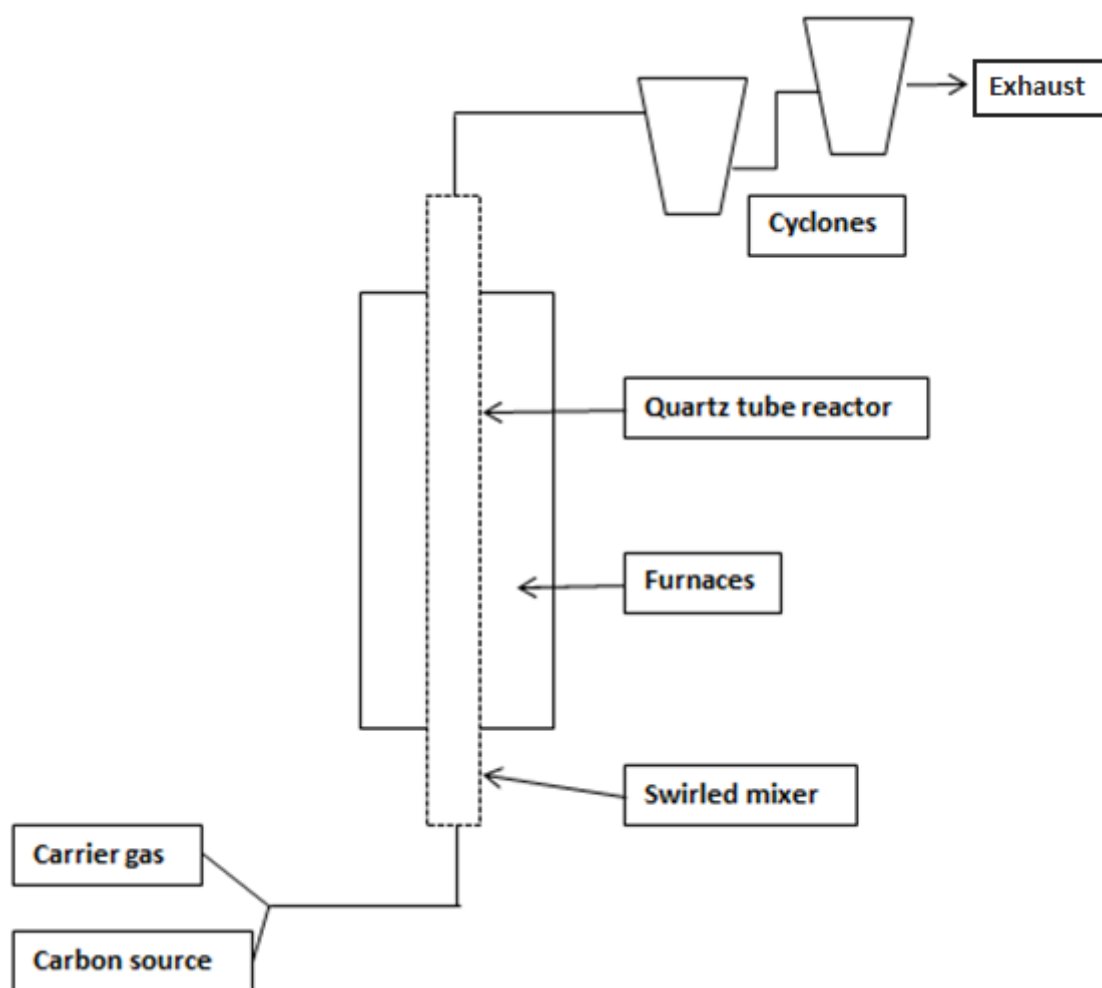 Exhaust
Cyclones
Quartz tube reactor
Furnaces
Swirled mixer
Carrier gas
Carbon source